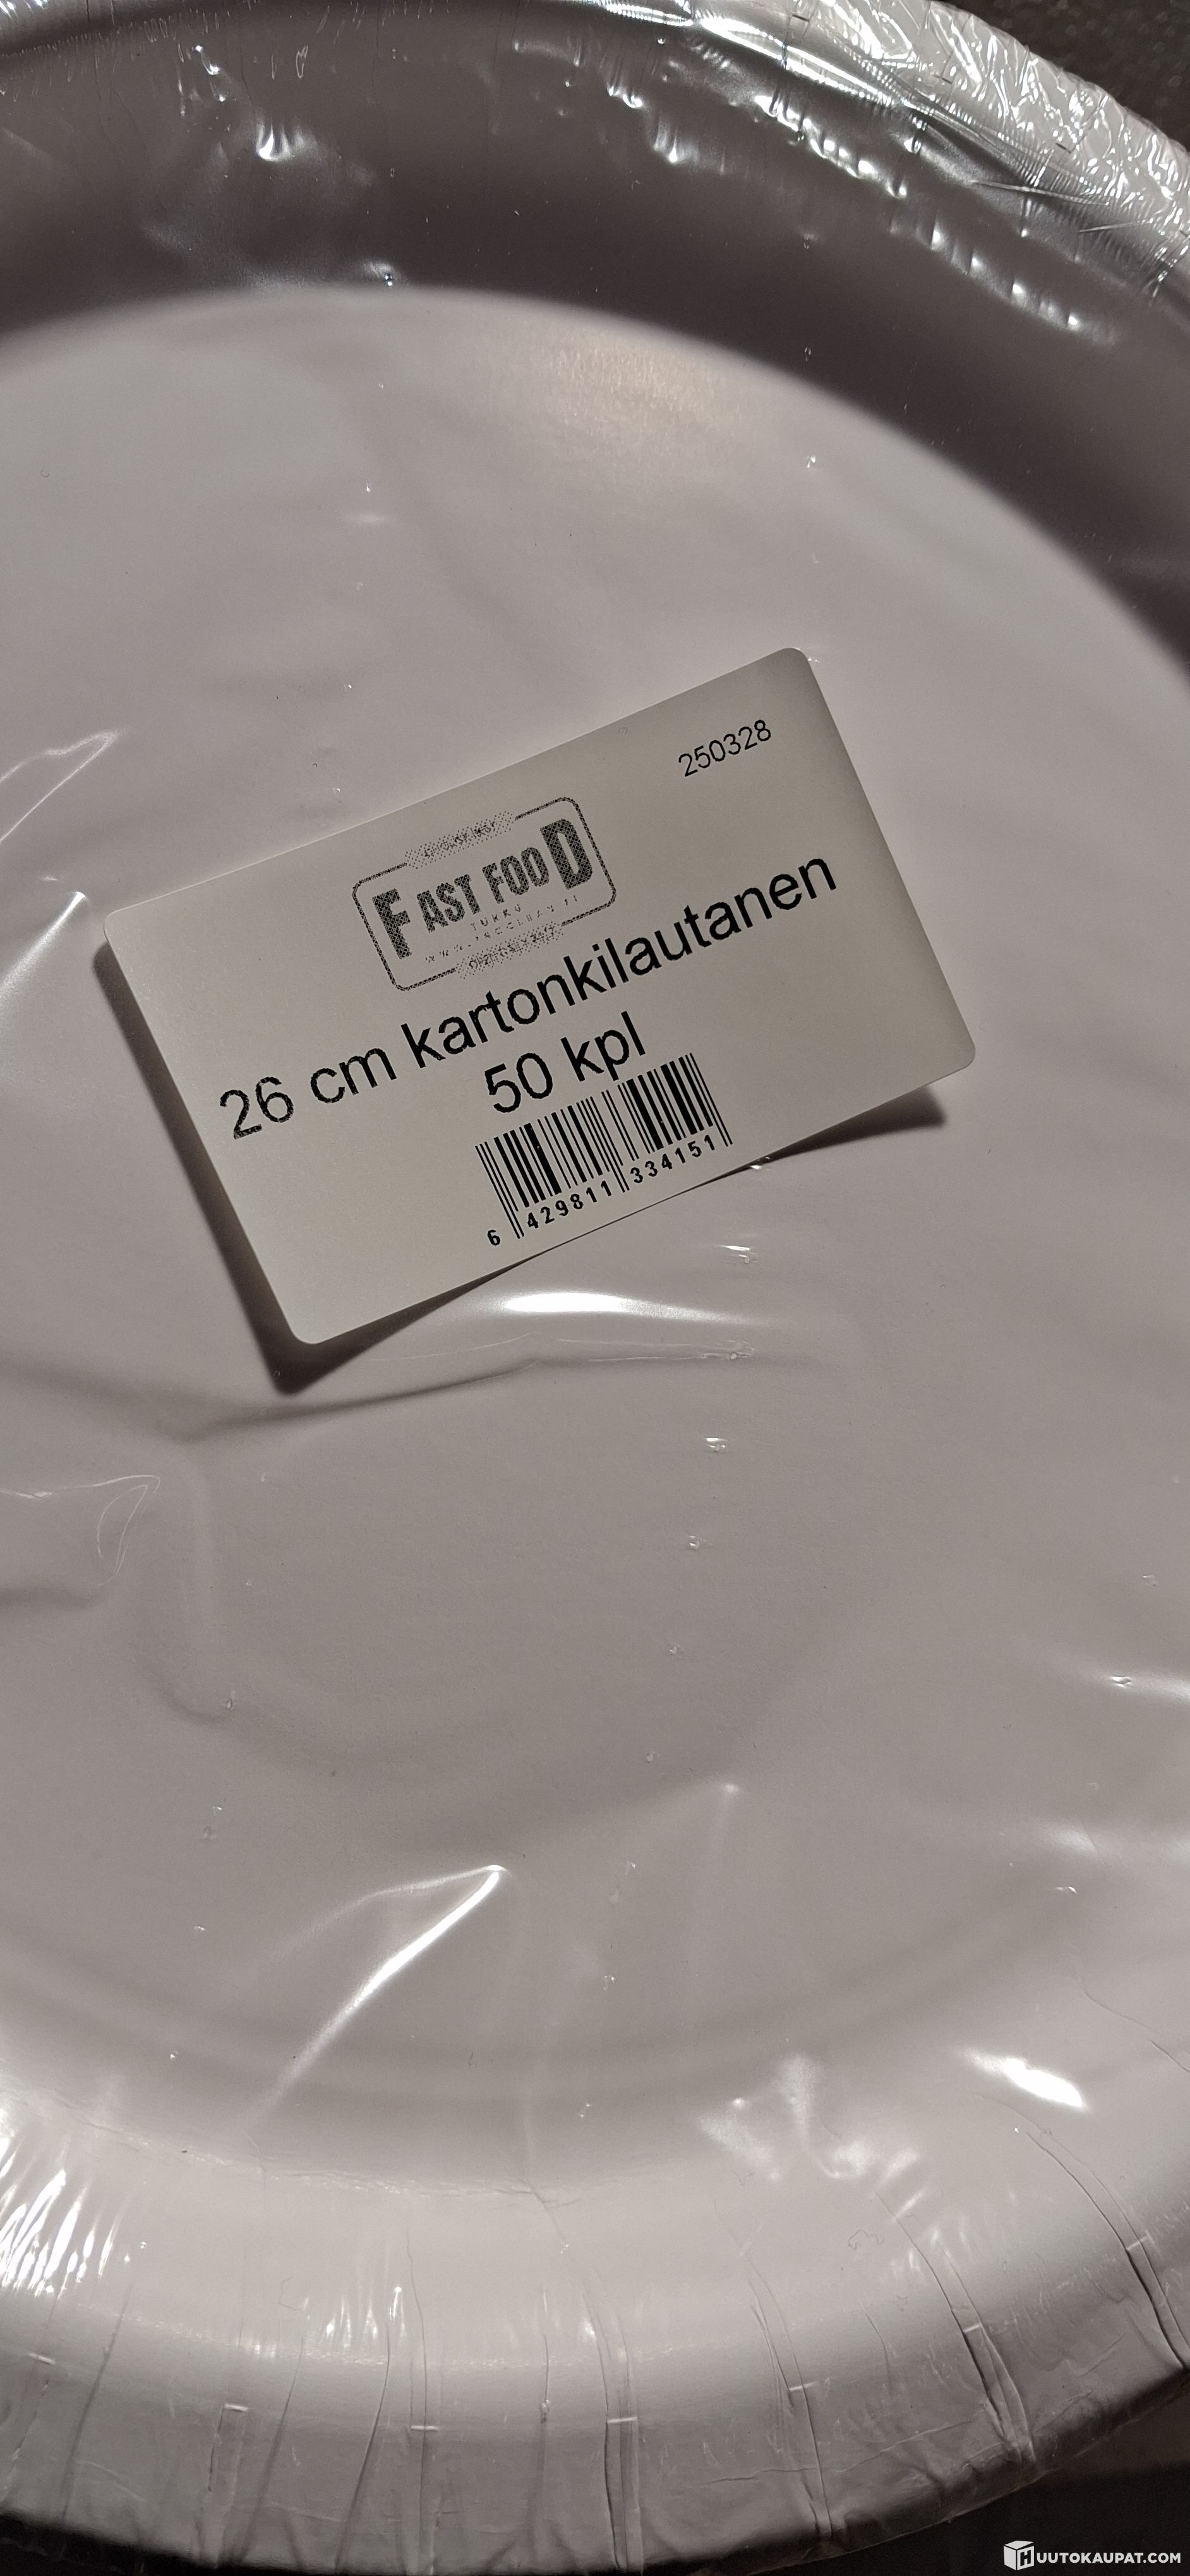 250328
FAST FOOD
TUKKU
26 cm kartonkilautanen
50 kpl
6 429811 334151
HUUTOKAUPAT.COM